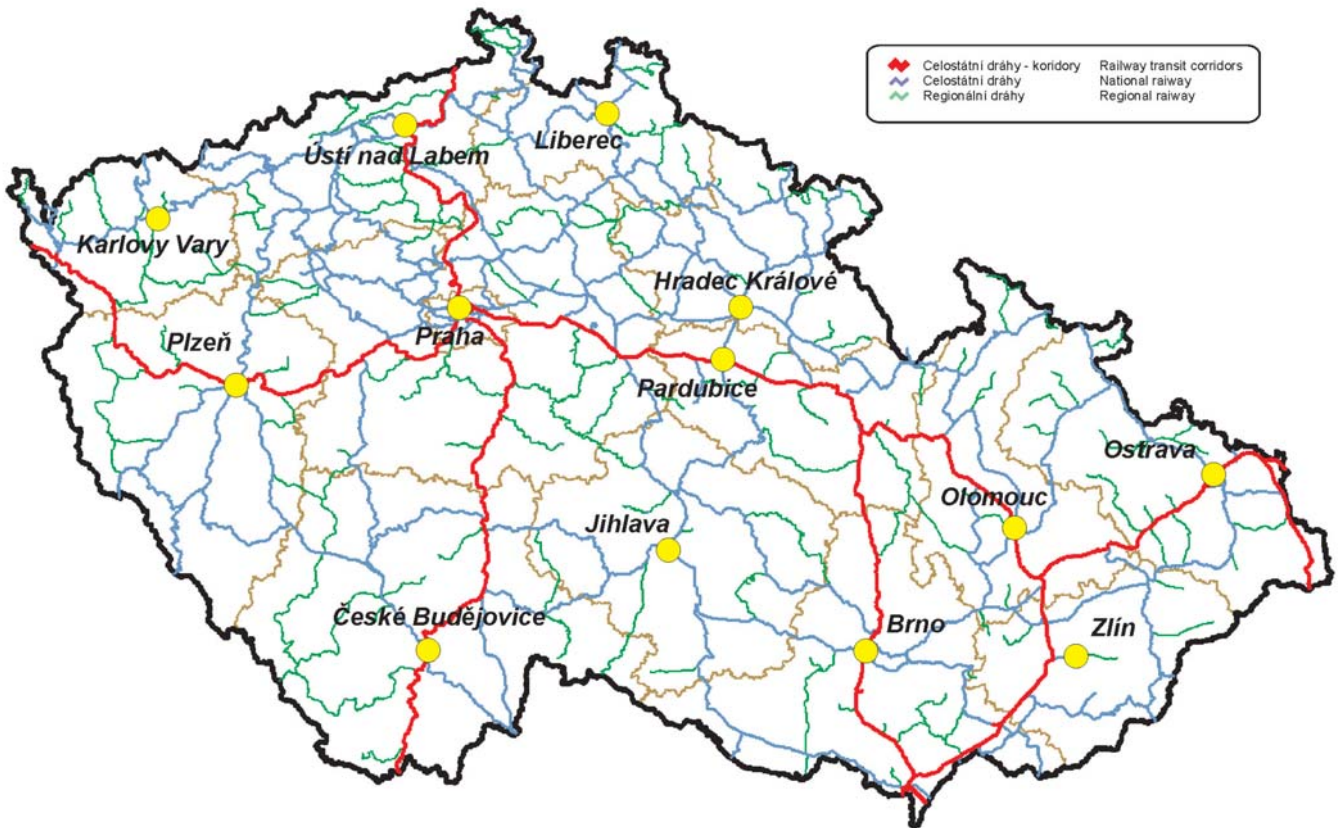 Celostátní dráhy - koridory Railway transit corridors
Celostátní dráhy National raiway
Regionální dráhy Regional raiway
Ústí nad Labem
Liberec
Karlovy Vary
Hradec Králové
Plzeň
Praha
Pardubice
Ostrava
Olomouc
Jihlava
České Budějovice
Brno
Zlín